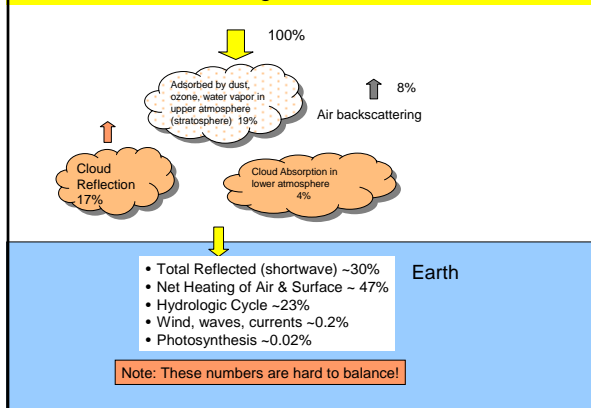 100%
Adsorbed by dust,
ozone, water vapor in
upper atmosphere
(stratosphere) 19%
8%
Air backscattering
Cloud
Reflection
17%
Cloud Absorption in
lower atmosphere
4%
Earth
• Total Reflected (shortwave) ~30%
• Net Heating of Air & Surface ~ 47%
• Hydrologic Cycle ~23%
• Wind, waves, currents ~0.2%
• Photosynthesis ~0.02%
Note: These numbers are hard to balance!